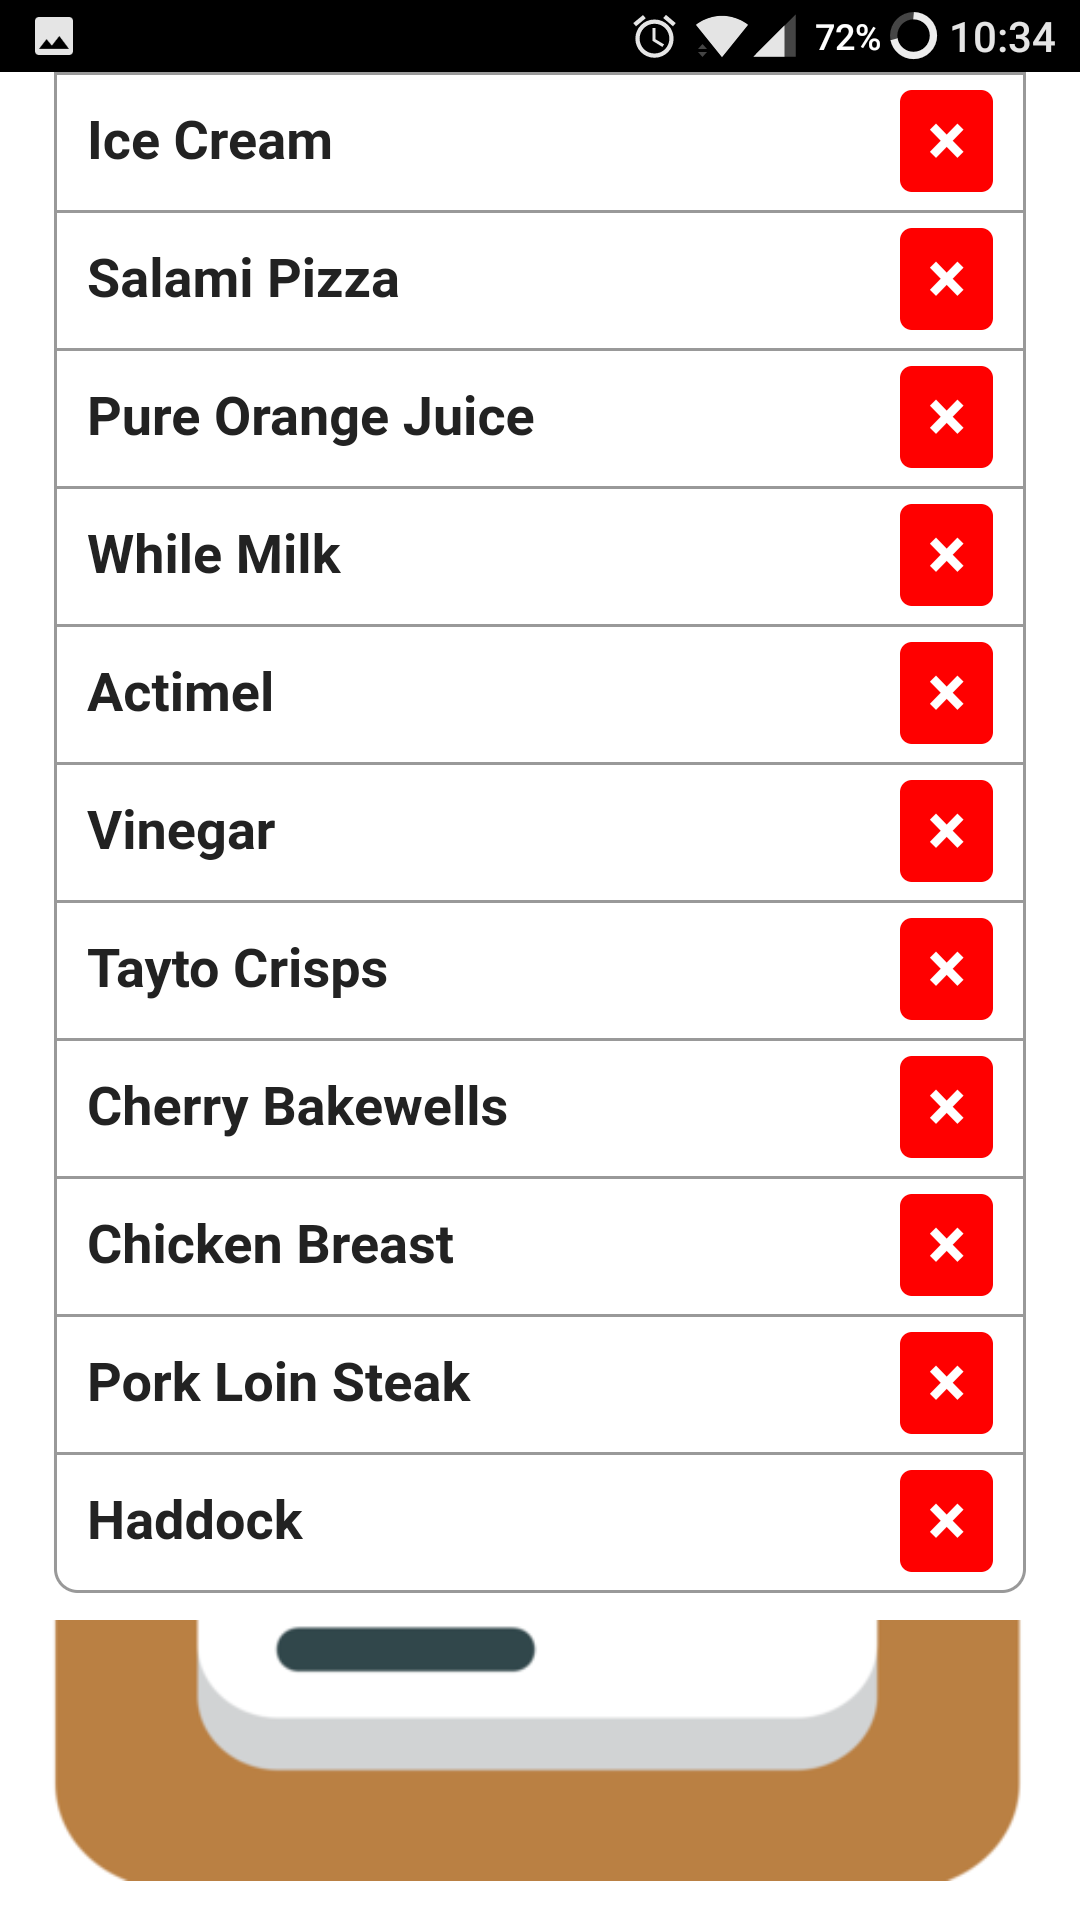 72% 10:34
Ice Cream ×
Salami Pizza ×
Pure Orange Juice ×
While Milk ×
Actimel ×
Vinegar ×
Tayto Crisps ×
Cherry Bakewells ×
Chicken Breast ×
Pork Loin Steak ×
Haddock ×